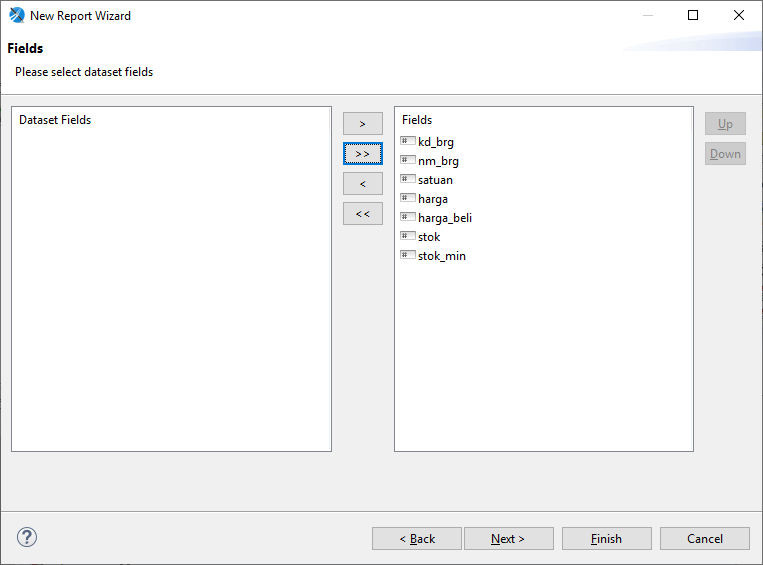 New Report Wizard
Fields
Please select dataset fields
Dataset Fields
>
>>
<
<<
Fields
kd_brg
nm_brg
satuan
harga
harga_beli
stok
stok_min
Up
Down
?
< Back
Next >
Finish
Cancel